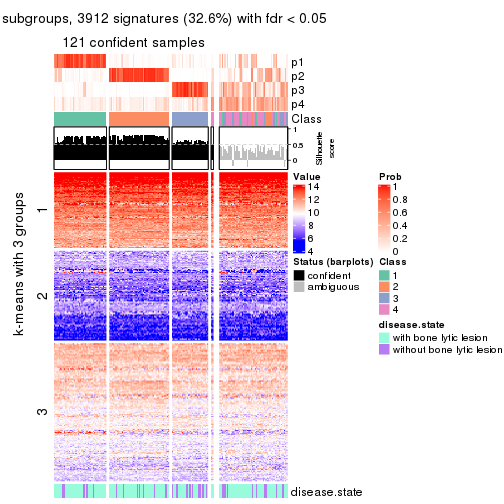 subgroups, 3912 signatures (32.6%) with fdr < 0.05
121 confident samples
p1
p2
p3
p4
Class
1
0.5
0
Silhouette
score
k-means with 3 groups
1
2
3
disease.state
Value
14
12
10
8
6
4
Status (barplots)
confident
ambiguous
Prob
1
0.8
0.6
0.4
0.2
0
Class
1
2
3
4
disease.state
with bone lytic lesion
without bone lytic lesion